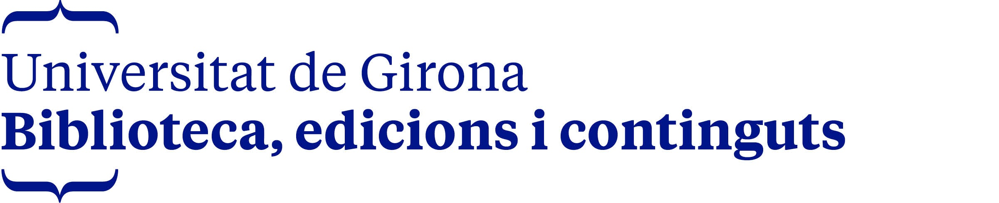 Universitat de Girona
Biblioteca, edicions i continguts